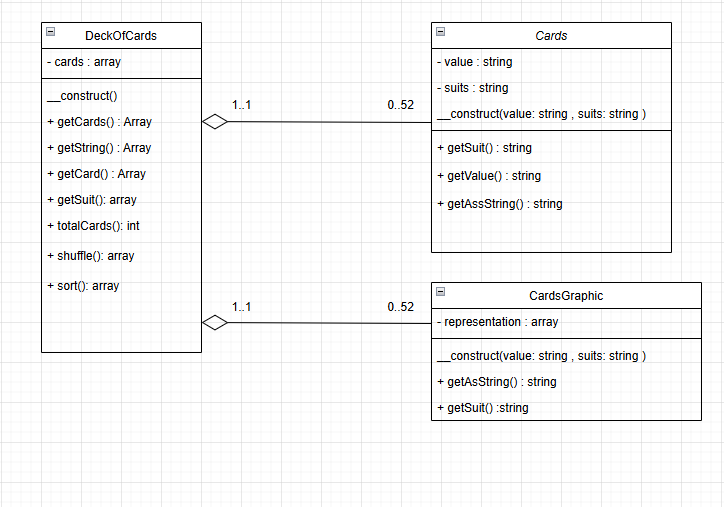 DeckOfCards
- cards : array
__construct()
+ getCards() : Array
+ getString() : Array
+ getCard() : Array
+ getSuit(): array
+ totalCards(): int
+ shuffle(): array
+ sort(): array
1..1
0..52
Cards
- value : string
- suits : string
__construct(value: string , suits: string )
+ getSuit() : string
+ getValue() : string
+ getAssString() : string
1..1
0..52
CardsGraphic
- representation : array
__construct(value: string , suits: string )
+ getAsString() : string
+ getSuit() :string